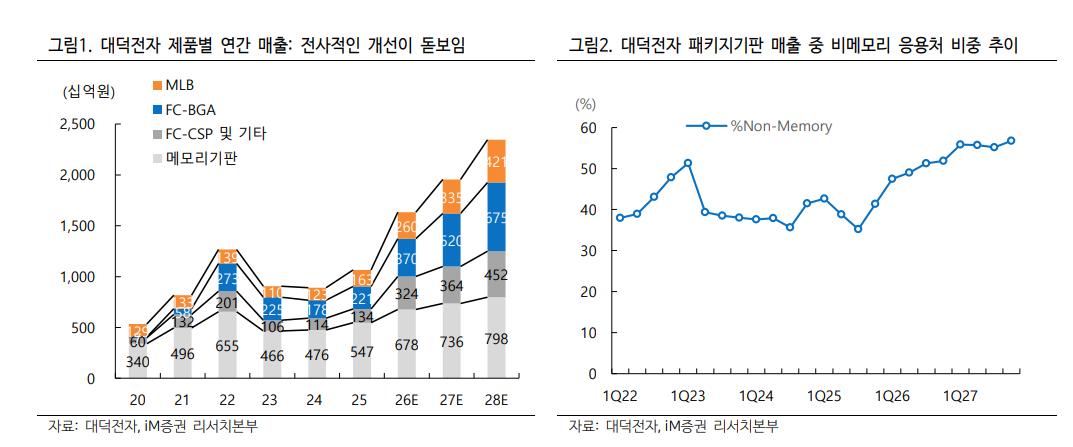 그림1. 대덕전자 제품별 연간 매출: 전사적인 개선이 돋보임
(십억원)
MLB
FC-BGA
FC-CSP 및 기타
메모리기판
2,500
2,000
1,500
1,000
500
0
129 133 139 110 123 163 260 335 421
58 273 225 178 221 370 520 675
60 132 201 106 114 134 324 364 452
340 496 655 466 476 547 678 736 798
20 21 22 23 24 25 26E 27E 28E
자료: 대덕전자, iM증권 리서치본부
그림2. 대덕전자 패키지기판 매출 중 비메모리 응용처 비중 추이
(%)
%Non-Memory
60
50
40
30
20
10
0
1Q22 1Q23 1Q24 1Q25 1Q26 1Q27
자료: 대덕전자, iM증권 리서치본부